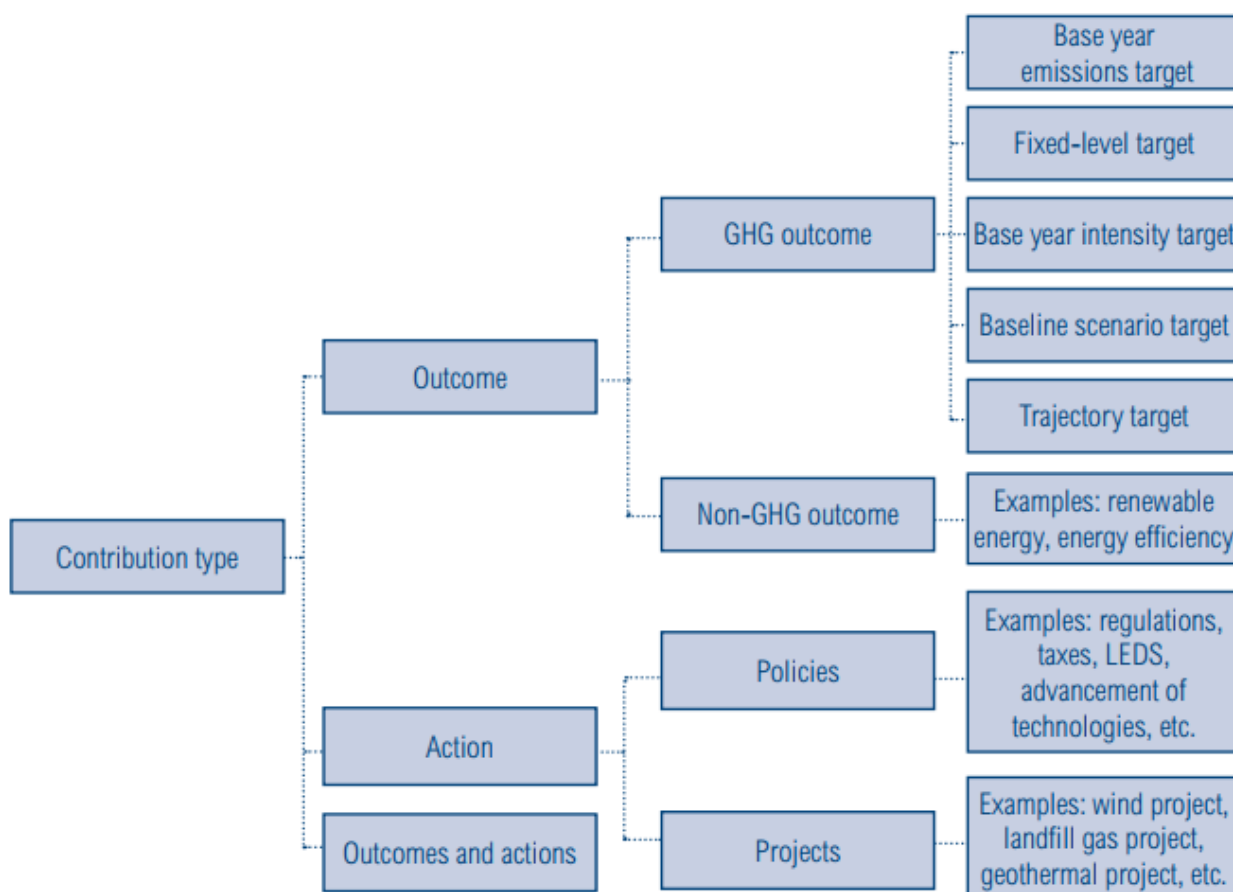 Base year
emissions target
Fixed-level target
GHG outcome
Base year intensity target
Baseline scenario target
Outcome
Trajectory target
Non-GHG outcome
Examples: renewable
energy, energy efficiency
Contribution type
Policies
Examples: regulations,
taxes, LEDS,
advancement of
technologies, etc.
Action
Outcomes and actions
Projects
Examples: wind project,
landfill gas project,
geothermal project, etc.